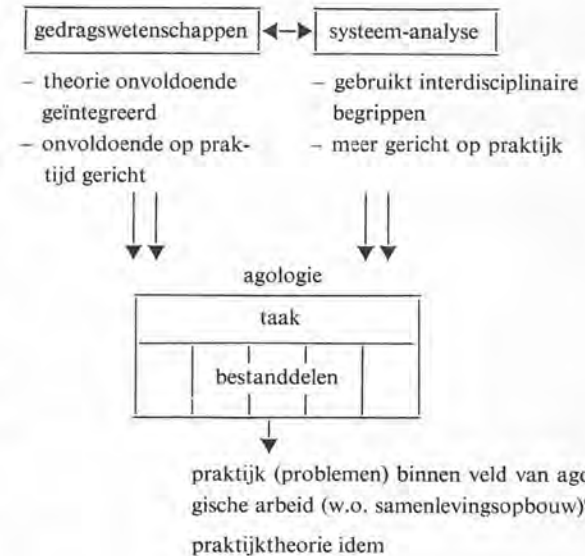 gedragswetenschappen
systeem-analyse
– theorie onvoldoende
geïntegreerd
– onvoldoende op prak-
tijd gericht
– gebruikt interdisciplinaire
begrippen
– meer gericht op praktijk
agologie
taak
bestanddelen
praktijk (problemen) binnen veld van ago
gische arbeid (w.o. samenlevingsopbouw)
praktijktheorie idem